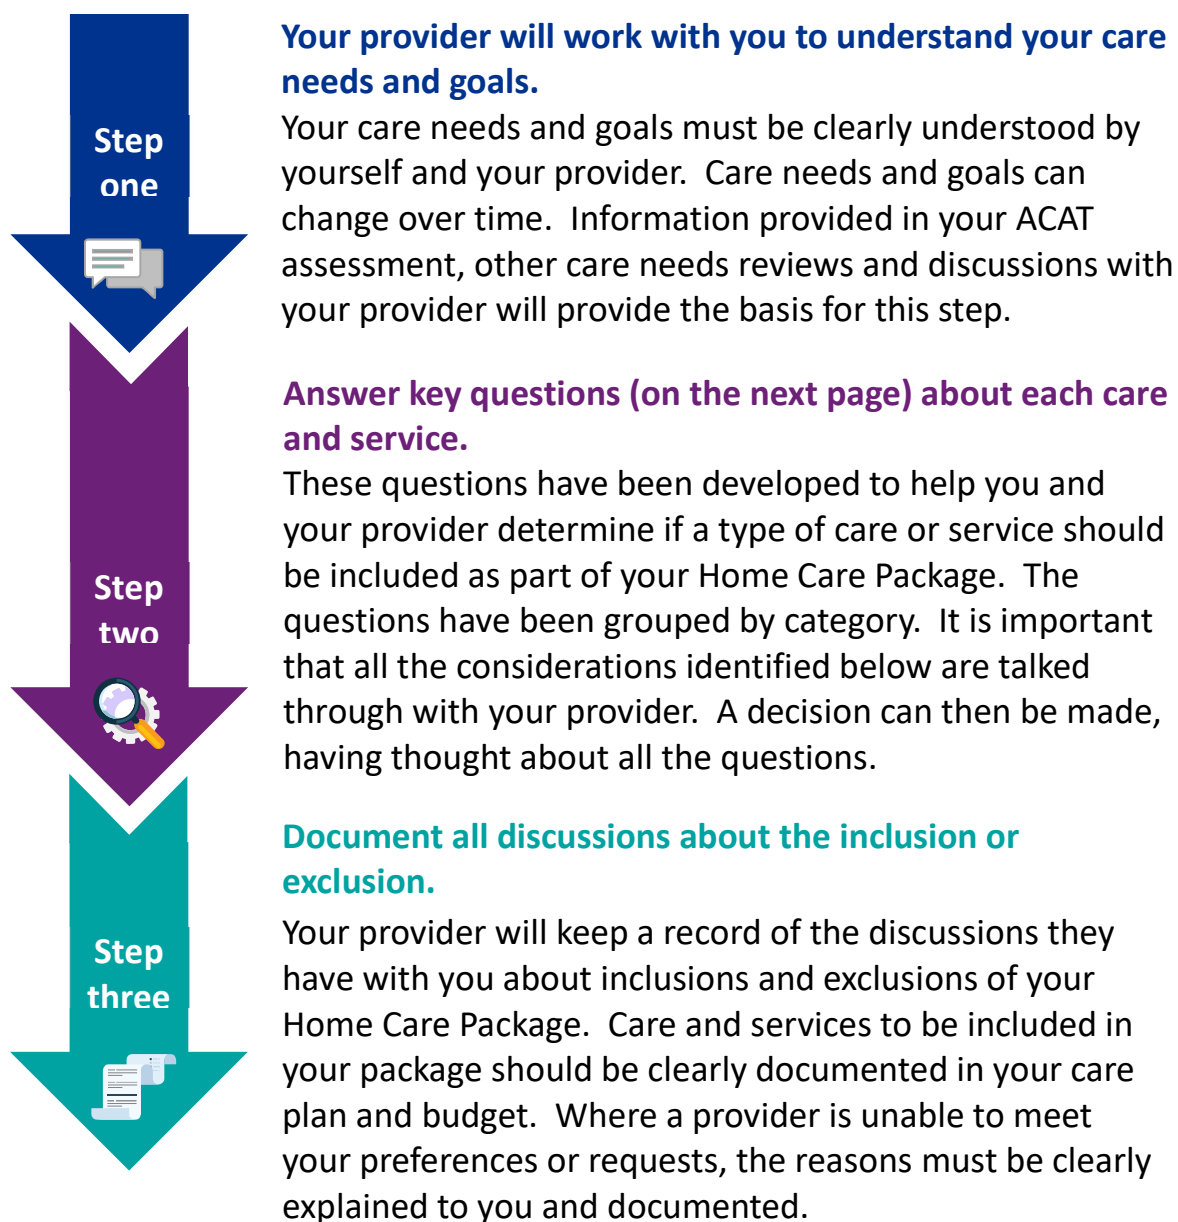 Your provider will work with you to understand your care
needs and goals.
Step
one
Your care needs and goals must be clearly understood by
yourself and your provider.  Care needs and goals can
change over time.  Information provided in your ACAT
assessment, other care needs reviews and discussions with
your provider will provide the basis for this step.
Answer key questions (on the next page) about each care
and service.
Step
two
These questions have been developed to help you and
your provider determine if a type of care or service should
be included as part of your Home Care Package.  The
questions have been grouped by category.  It is important
that all the considerations identified below are talked
through with your provider.  A decision can then be made,
having thought about all the questions.
Document all discussions about the inclusion or
exclusion.
Step
three
Your provider will keep a record of the discussions they
have with you about inclusions and exclusions of your
Home Care Package.  Care and services to be included in
your package should be clearly documented in your care
plan and budget.  Where a provider is unable to meet
your preferences or requests, the reasons must be clearly
explained to you and documented.